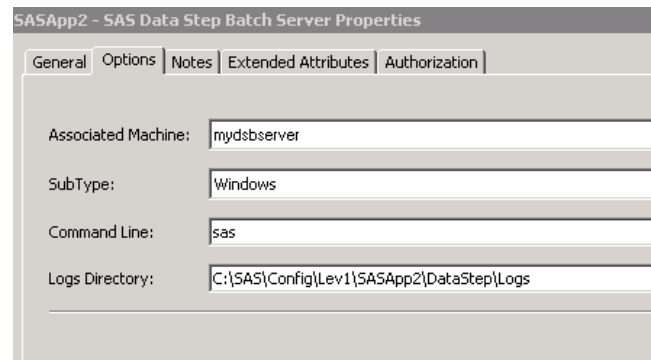 SASApp2 - SAS Data Step Batch Server Properties
General Options Notes Extended Attributes Authorization
Associated Machine: mydsbserver
SubType: Windows
Command Line: sas
Logs Directory: C:\SAS\Config\Lev1\SASApp2\DataStep\Logs